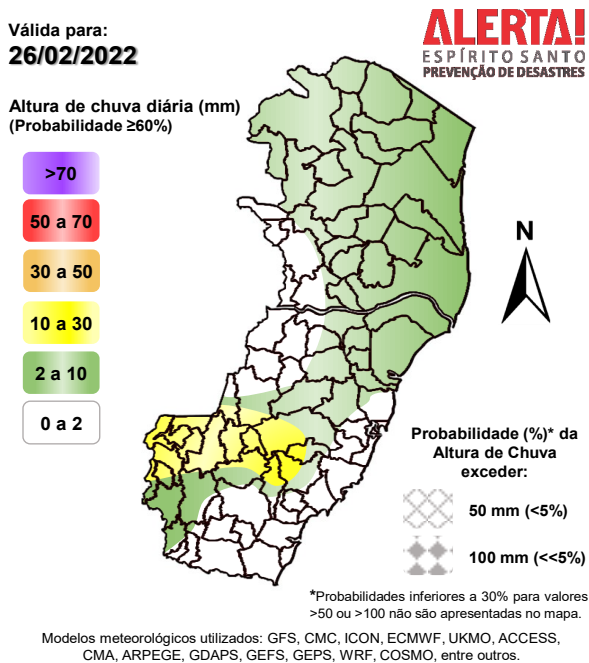 Válida para:
26/02/2022
ALERTA!
ESPÍRITO SANTO
PREVENÇÃO DE DESASTRES
Altura de chuva diária (mm)
(Probabilidade ≥60%)
>70
50 a 70
30 a 50
10 a 30
2 a 10
0 a 2
N
Probabilidade (%)* da
Altura de Chuva
exceder:
50 mm (<5%)
100 mm (<<5%)
*Probabilidades inferiores a 30% para valores
>50 ou >100 não são apresentadas no mapa.
Modelos meteorológicos utilizados: GFS, CMC, ICON, ECMWF, UKMO, ACCESS,
CMA, ARPEGE, GDAPS, GEFS, GEPS, WRF, COSMO, entre outros.